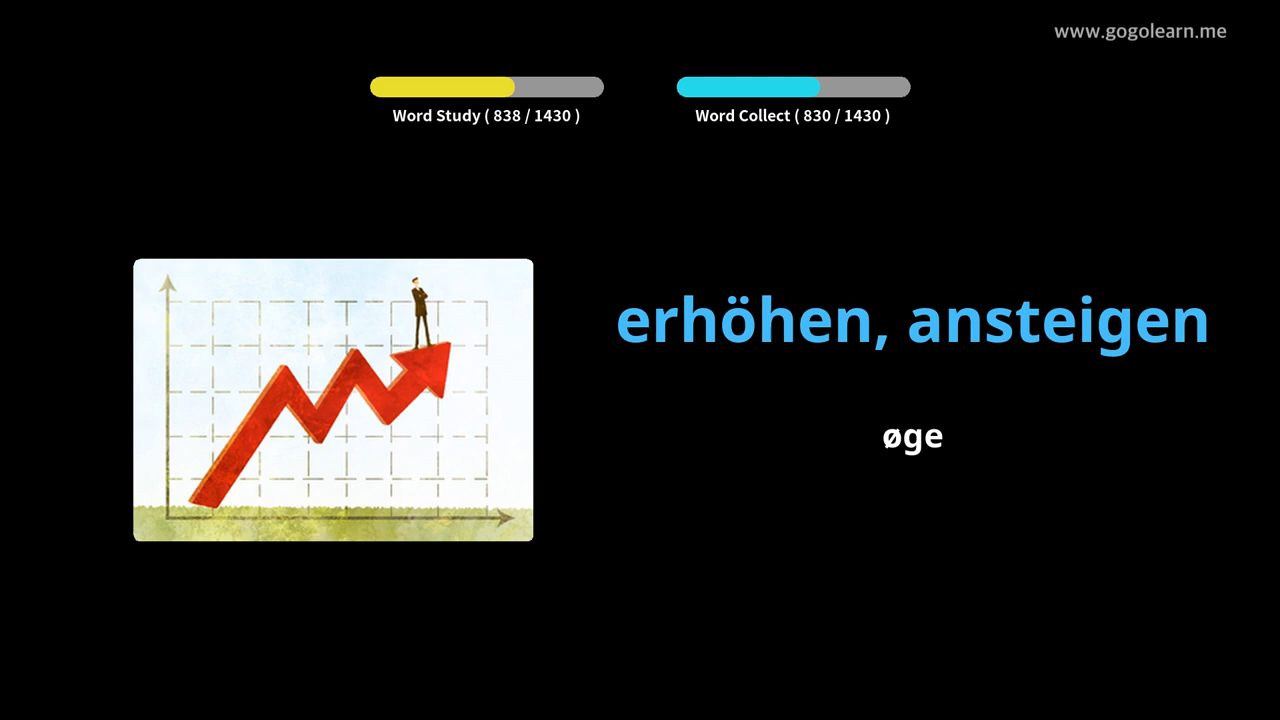 www.gogolearn.me
Word Study ( 838 / 1430 )
Word Collect ( 830 / 1430 )
erhöhen, ansteigen
øge